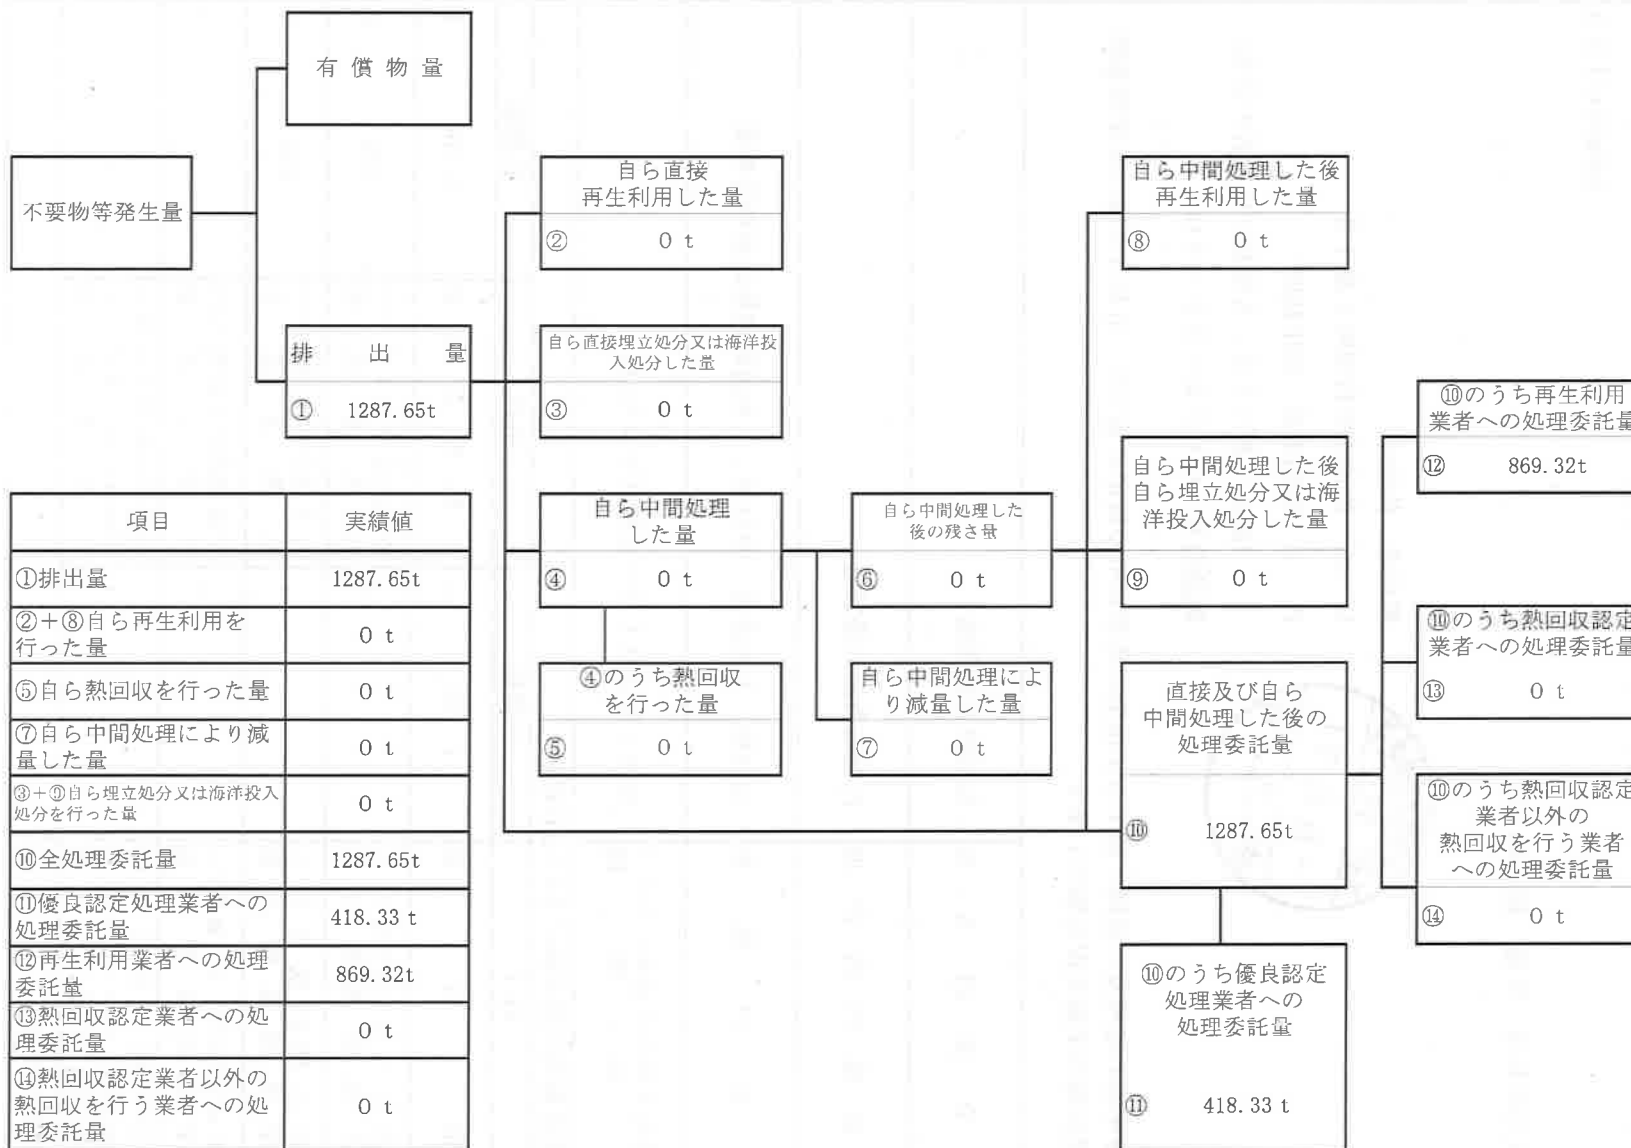 有償物量
不要物等発生量
自ら直接
再生利用した量
② 0 t
自ら中間処理した後
再生利用した量
⑧ 0 t
排出量
① 1287.65t
自ら直接埋立処分又は海洋投
入処分した量
③ 0 t
⑩のうち再生利用
業者への処理委託量
⑫ 869.32t
自ら中間処理した後
自ら埋立処分又は海
洋投入処分した量
⑨ 0 t
自ら中間処理
した量
④ 0 t
自ら中間処理した
後の残さ量
⑥ 0 t
④のうち熱回収
を行った量
⑤ 0 t
自ら中間処理によ
り減量した量
⑦ 0 t
直接及び自ら
中間処理した後の
処理委託量
⑩ 1287.65t
⑩のうち熱回収認定
業者への処理委託量
⑬ 0 t
⑩のうち熱回収認定
業者以外の
熱回収を行う業者
への処理委託量
⑭ 0 t
⑩のうち優良認定
処理業者への
処理委託量
⑪ 418.33 t
項目 実績値
①排出量 1287.65t
②+⑧自ら再生利用を
行った量 0 t
⑤自ら熱回収を行った量 0 t
⑦自ら中間処理により減
量した量 0 t
③+⑨自ら埋立処分又は海洋投入
処分を行った量 0 t
⑩全処理委託量 1287.65t
⑪優良認定処理業者への
処理委託量 418.33 t
⑫再生利用業者への処理
委託量 869.32t
⑬熱回収認定業者への処
理委託量 0 t
⑭熱回収認定業者以外の
熱回収を行う業者への処
理委託量 0 t